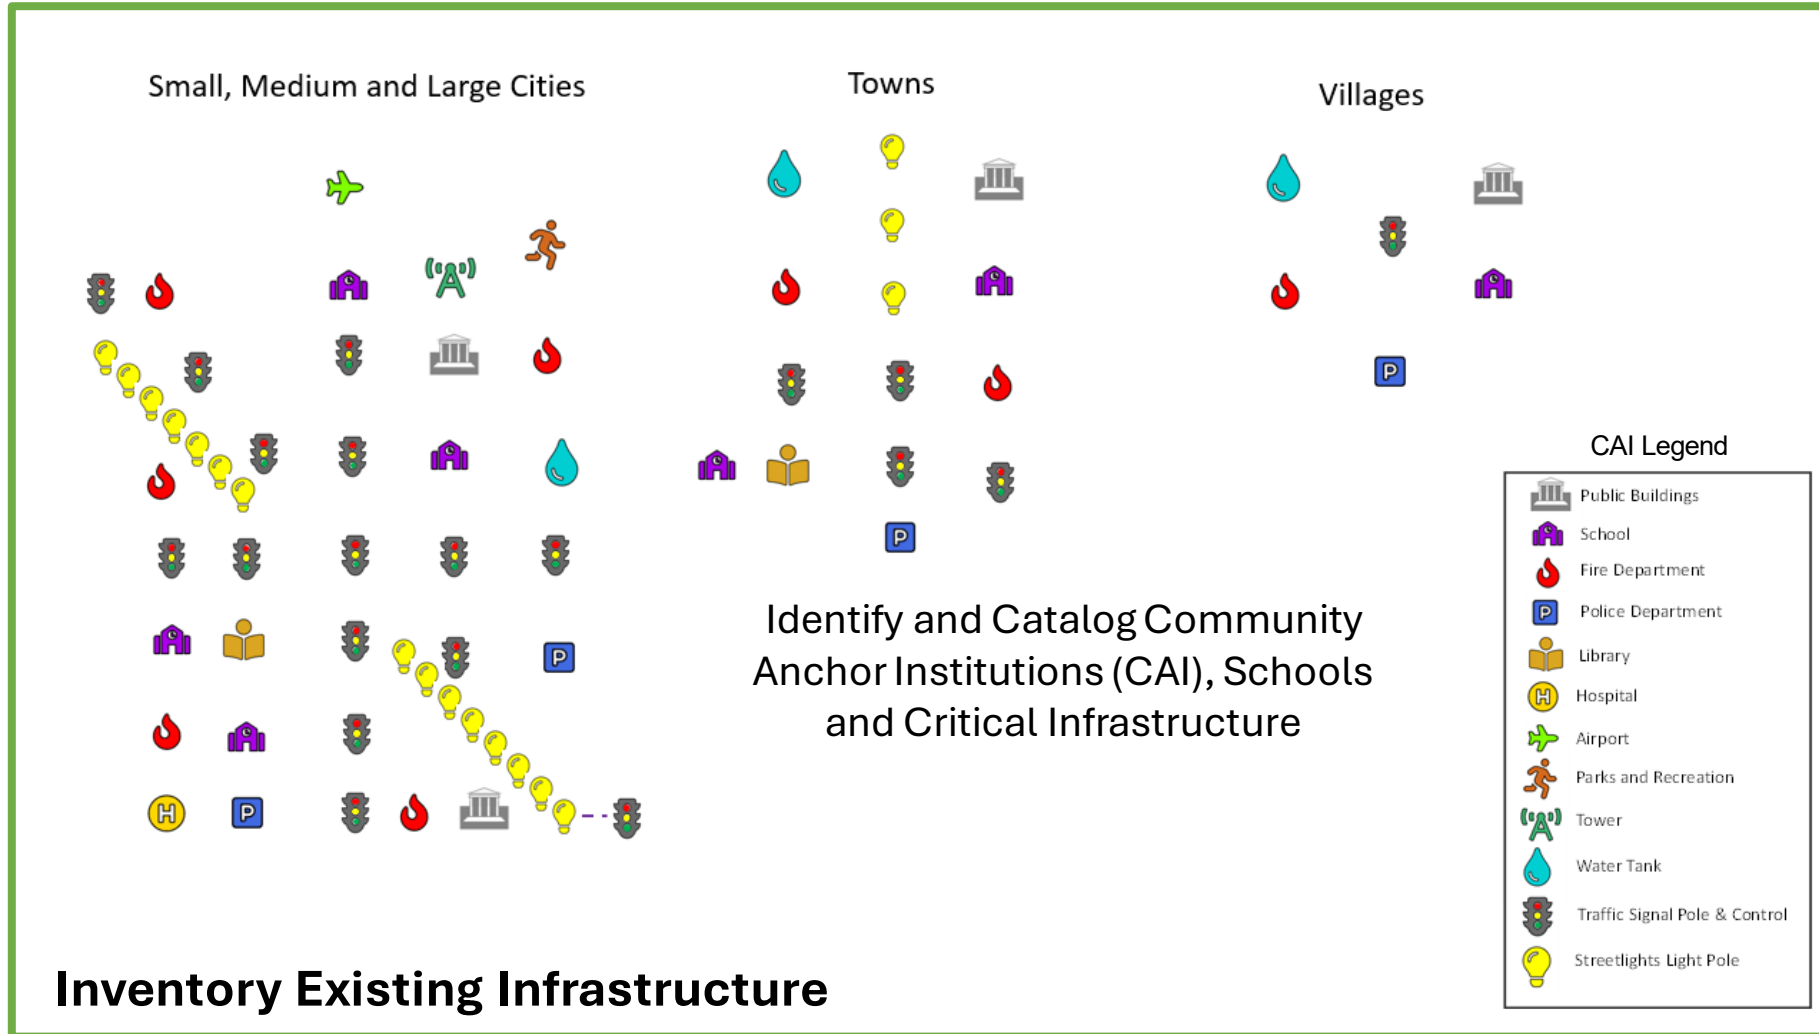 Small, Medium and Large Cities
Towns
Villages
Identify and Catalog Community
Anchor Institutions (CAI), Schools
and Critical Infrastructure
CAI Legend
Public Buildings
School
Fire Department
P
Police Department
Library
H
Hospital
Airport
Parks and Recreation
Tower
Water Tank
Traffic Signal Pole & Control
Streetlights Light Pole
P
P
P
H
P
Inventory Existing Infrastructure